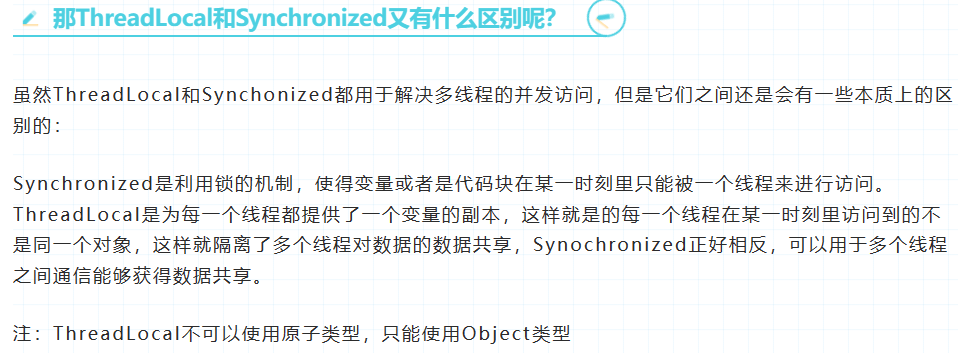 那ThreadLocal和Synchronized又有什么区别呢?
虽然ThreadLocal和Synchonized都用于解决多线程的并发访问，但是它们之间还是会有一些本质上的区
别的：
Synchronized是利用锁的机制，使得变量或者是代码块在某一时刻里只能被一个线程来进行访问。
ThreadLocal是为每一个线程都提供了一个变量的副本，这样就是的每一个线程在某一时刻里访问到的不
是同一个对象，这样就隔离了多个线程对数据的数据共享，Synochronized正好相反，可以用于多个线程
之间通信能够获得数据共享。
注：ThreadLocal不可以使用原子类型，只能使用Object类型